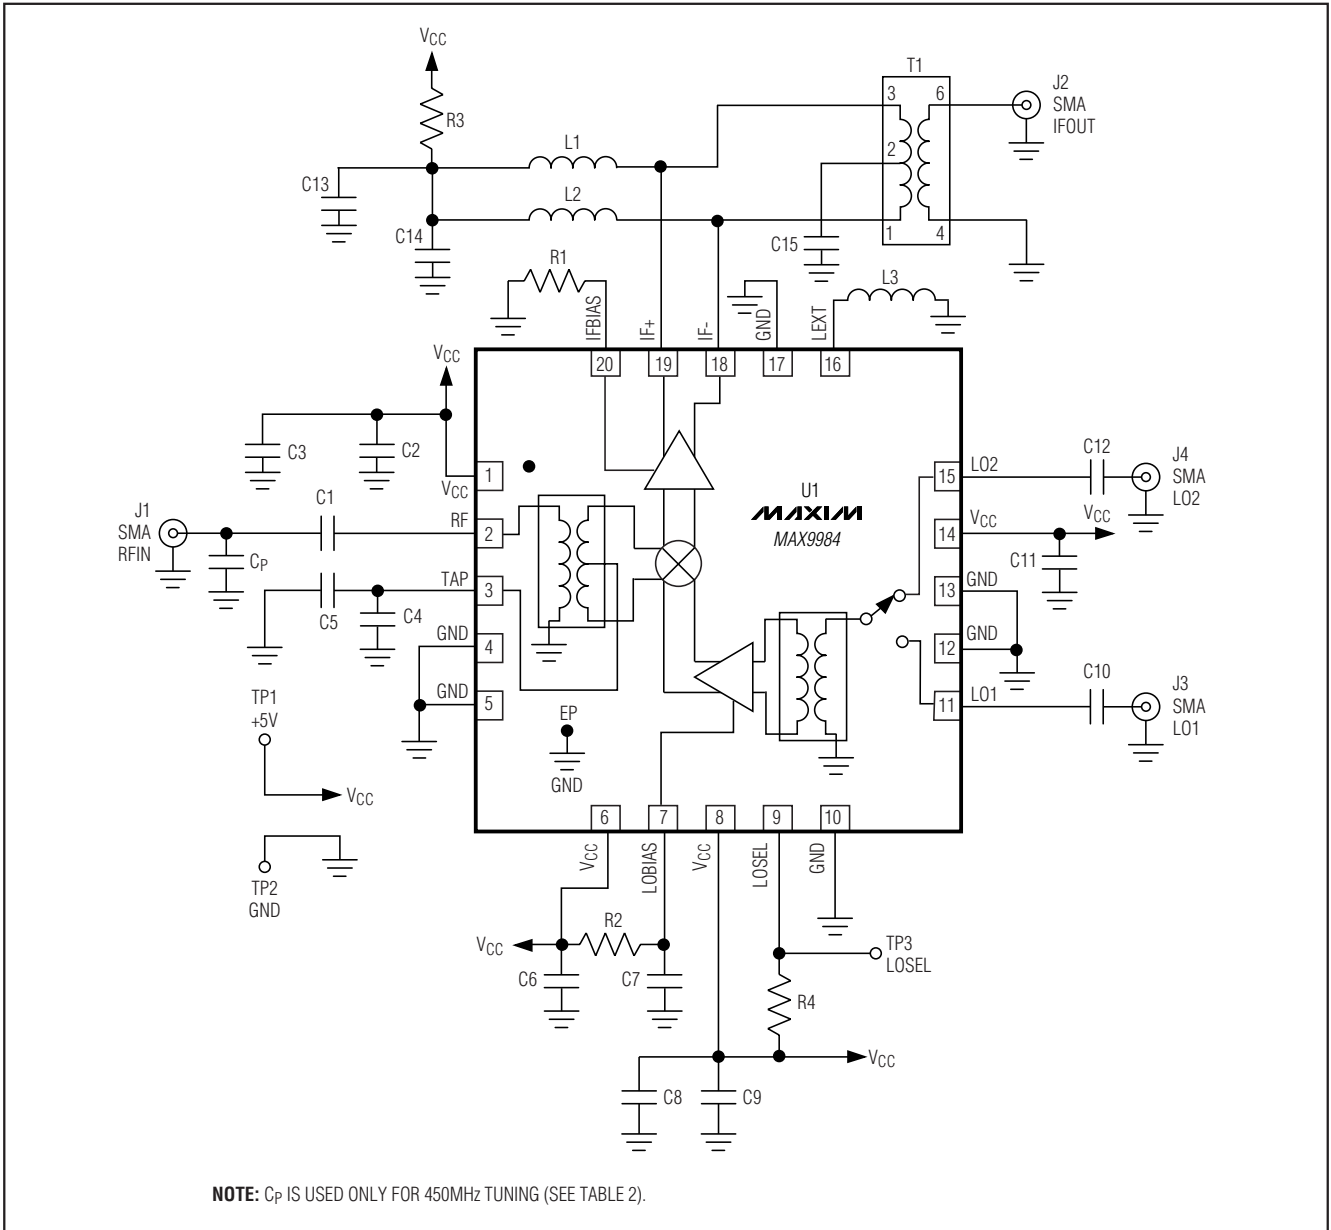 VCC
R3
L1
L2
C13
C14
R1
T1
3
6
2
1
4
J2
SMA
IFOUT
C15
L3
IFBIAS
IF+
IF-
GND
LEXT
20
19
18
17
16
VCC
C3
C2
1
VCC
J1
SMA
RFIN
CP
C1
RF
2
TAP
3
C5
C4
GND
4
GND
5
U1
MAXIM
MAX9984
15
LO2
C12
J4
SMA
LO2
14
VCC
VCC
C11
13
GND
12
GND
11
LO1
C10
J3
SMA
LO1
TP1
+5V
VCC
TP2
GND
EP
GND
6
7
8
9
10
VCC
LOBIAS
VCC
LOSEL
GND
VCC
R2
C6
C7
TP3
LOSEL
R4
VCC
C8
C9
NOTE: CP IS USED ONLY FOR 450MHz TUNING (SEE TABLE 2).